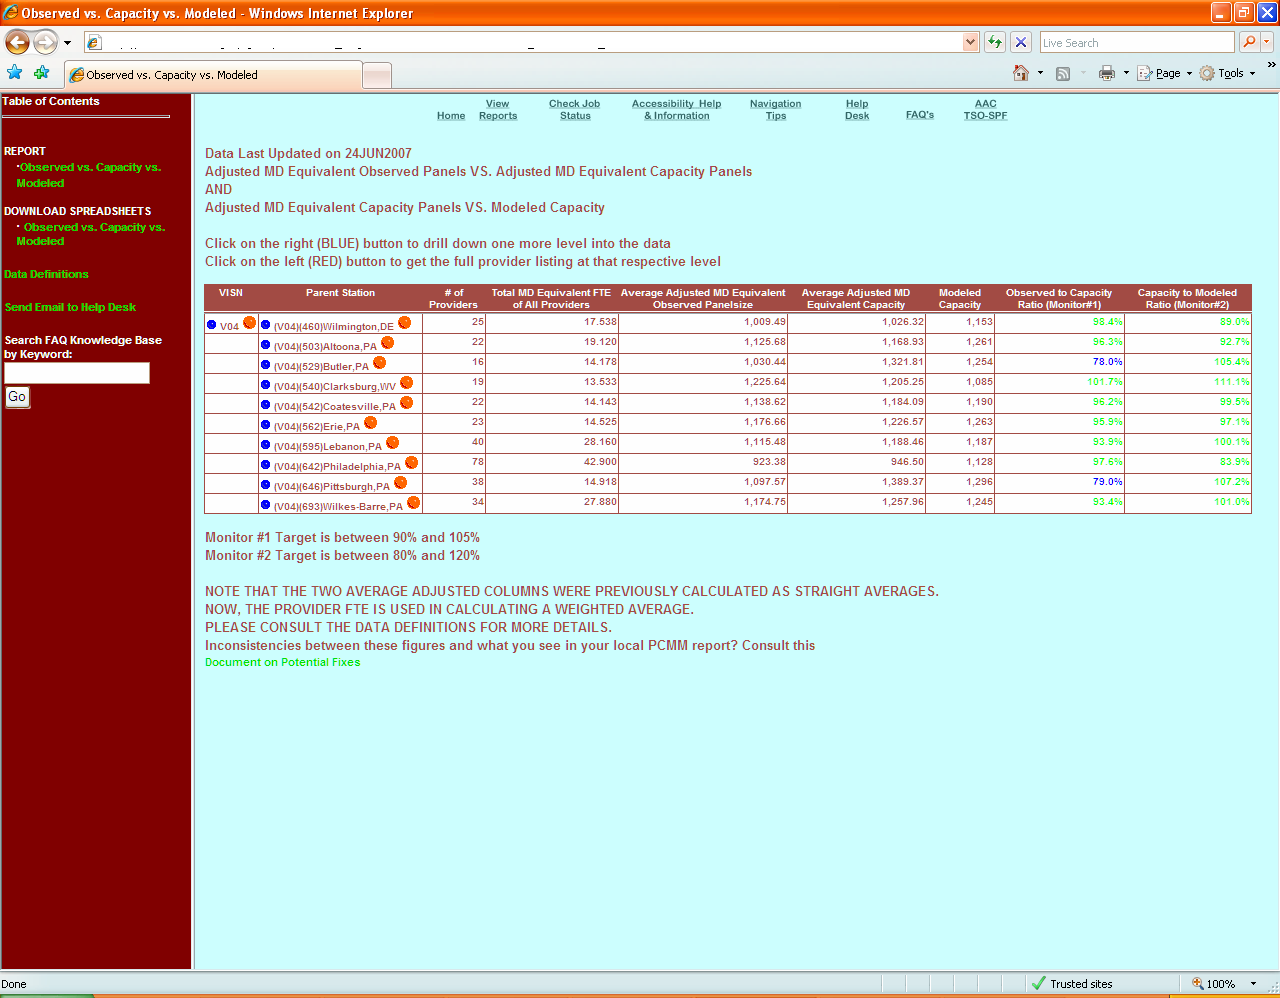 Observed vs. Capacity vs. Modeled - Windows Internet Explorer
Live Search
Observed vs. Capacity vs. Modeled
Page
Tools
»
Table of Contents
REPORT
·Observed vs. Capacity vs.
Modeled
DOWNLOAD SPREADSHEETS
· Observed vs. Capacity vs.
Modeled
Data Definitions
Send Email to Help Desk
Search FAQ Knowledge Base
by Keyword:
Go
Home
View
Reports
Check Job
Status
Accessibility Help
& Information
Navigation
Tips
Help
Desk
FAQ's
AAC
TSO-SPF
Data Last Updated on 24JUN2007
Adjusted MD Equivalent Observed Panels VS. Adjusted MD Equivalent Capacity Panels
AND
Adjusted MD Equivalent Capacity Panels VS. Modeled Capacity
Click on the right (BLUE) button to drill down one more level into the data
Click on the left (RED) button to get the full provider listing at that respective level
VISN Parent Station # of Providers Total MD Equivalent FTE of All Providers Average Adjusted MD Equivalent Observed Panelsize Average Adjusted MD Equivalent Capacity Modeled Capacity Observed to Capacity Ratio (Monitor#1) Capacity to Modeled Ratio (Monitor#2)
V04 (V04)(460)Wilmington,DE 25 17.538 1,009.49 1,026.32 1,153 98.4% 89.0%
(V04)(503)Altoona,PA 22 19.120 1,125.68 1,168.93 1,261 96.3% 92.7%
(V04)(529)Butler,PA 16 14.178 1,030.44 1,321.81 1,254 78.0% 105.4%
(V04)(540)Clarksburg,WV 19 13.533 1,225.64 1,205.25 1,085 101.7% 111.1%
(V04)(542)Coatesville,PA 22 14.143 1,138.62 1,184.09 1,190 96.2% 99.5%
(V04)(562)Erie,PA 23 14.525 1,176.66 1,226.57 1,263 95.9% 97.1%
(V04)(595)Lebanon,PA 40 28.160 1,115.48 1,188.46 1,187 93.9% 100.1%
(V04)(642)Philadelphia,PA 78 42.900 923.38 946.50 1,128 97.6% 83.9%
(V04)(646)Pittsburgh,PA 38 14.918 1,097.57 1,389.37 1,296 79.0% 107.2%
(V04)(693)Wilkes-Barre,PA 34 27.880 1,174.75 1,257.96 1,245 93.4% 101.0%
Monitor #1 Target is between 90% and 105%
Monitor #2 Target is between 80% and 120%
NOTE THAT THE TWO AVERAGE ADJUSTED COLUMNS WERE PREVIOUSLY CALCULATED AS STRAIGHT AVERAGES.
NOW, THE PROVIDER FTE IS USED IN CALCULATING A WEIGHTED AVERAGE.
PLEASE CONSULT THE DATA DEFINITIONS FOR MORE DETAILS.
Inconsistencies between these figures and what you see in your local PCMM report? Consult this
Document on Potential Fixes
Done
Trusted sites
100%